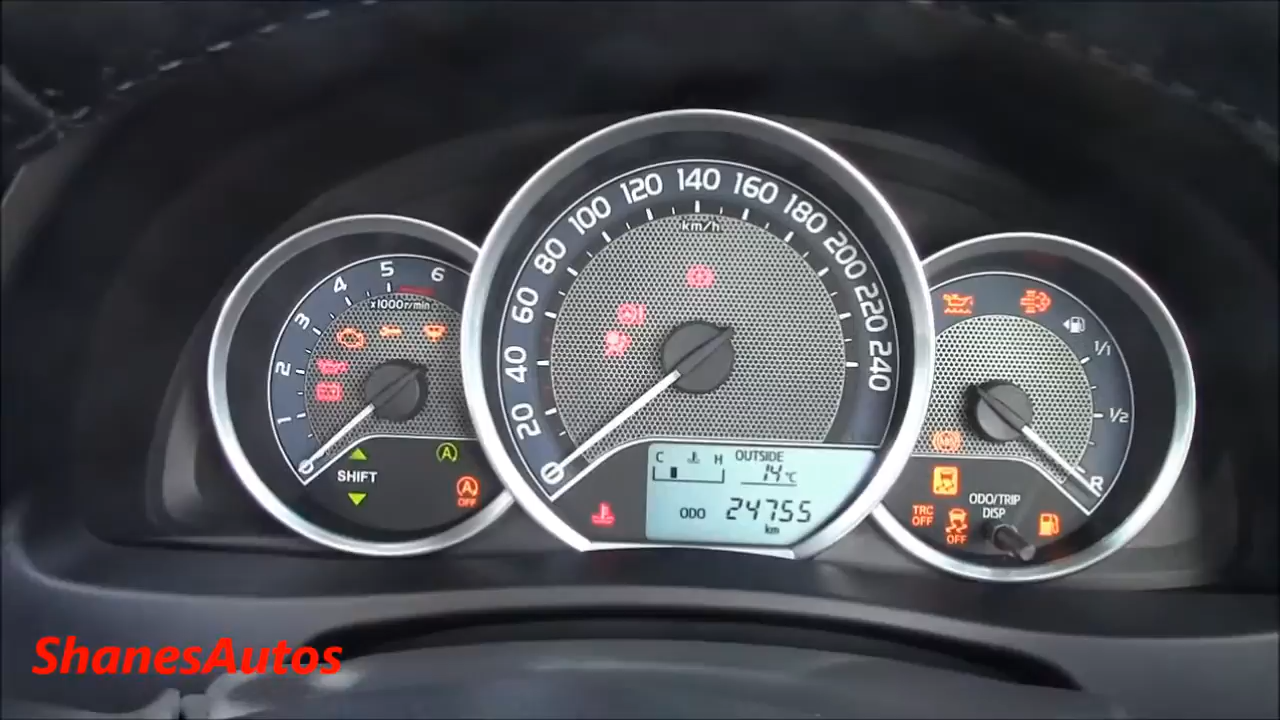 1 2 3 4 5 6
x1000r/min
SHIFT
A
A
OFF
0 20 40 60 80 100 120 140 160 180 200 220 240
km/h
C H OUTSIDE
14°C
ODO 24755
km
1/1
1/2
R
ABS
TRC
OFF
OFF
ODO/TRIP
DISP
ShanesAutos